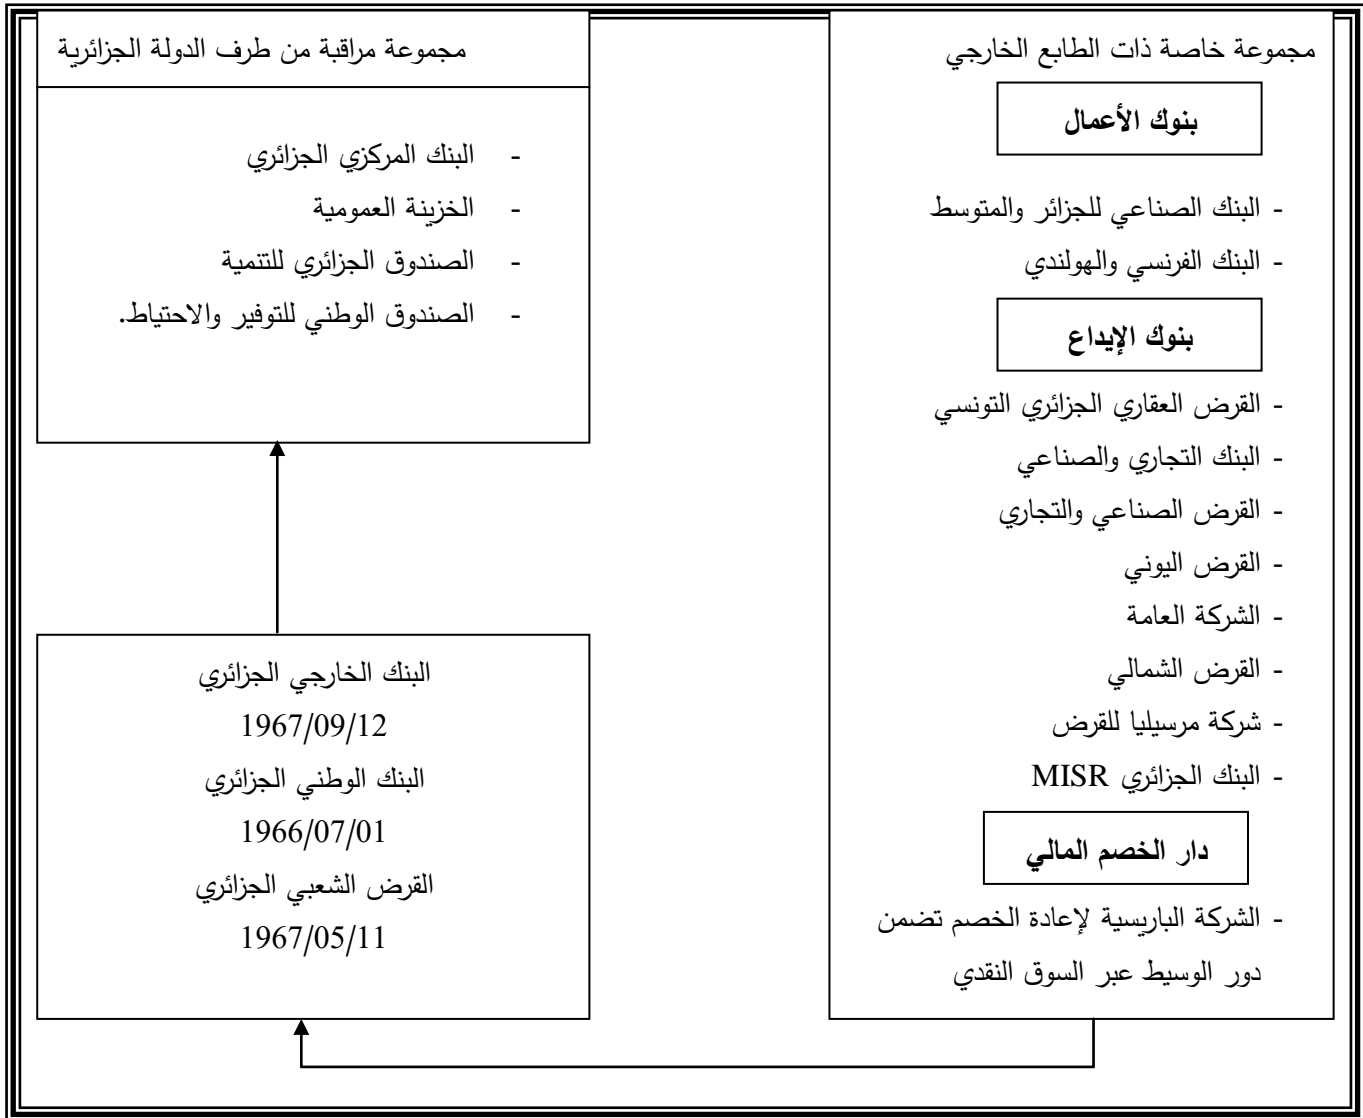 مجموعة خاصة ذات الطابع الخارجي
بنوك الأعمال
- البنك الصناعي للجزائر والمتوسط
- البنك الفرنسي والهولندي
بنوك الإيداع
- القرض العقاري الجزائري التونسي
- البنك التجاري والصناعي
- القرض الصناعي والتجاري
- القرض اليوني
- الشركة العامة
- القرض الشمالي
- شركة مرسيليا للقرض
- البنك الجزائري MISR
دار الخصم المالي
- الشركة الباريسية لإعادة الخصم تضمن
دور الوسيط عبر السوق النقدي
مجموعة مراقبة من طرف الدولة الجزائرية
- البنك المركزي الجزائري
- الخزينة العمومية
- الصندوق الجزائري للتنمية
- الصندوق الوطني للتوفير والاحتياط.
البنك الخارجي الجزائري
1967/09/12
البنك الوطني الجزائري
1966/07/01
القرض الشعبي الجزائري
1967/05/11